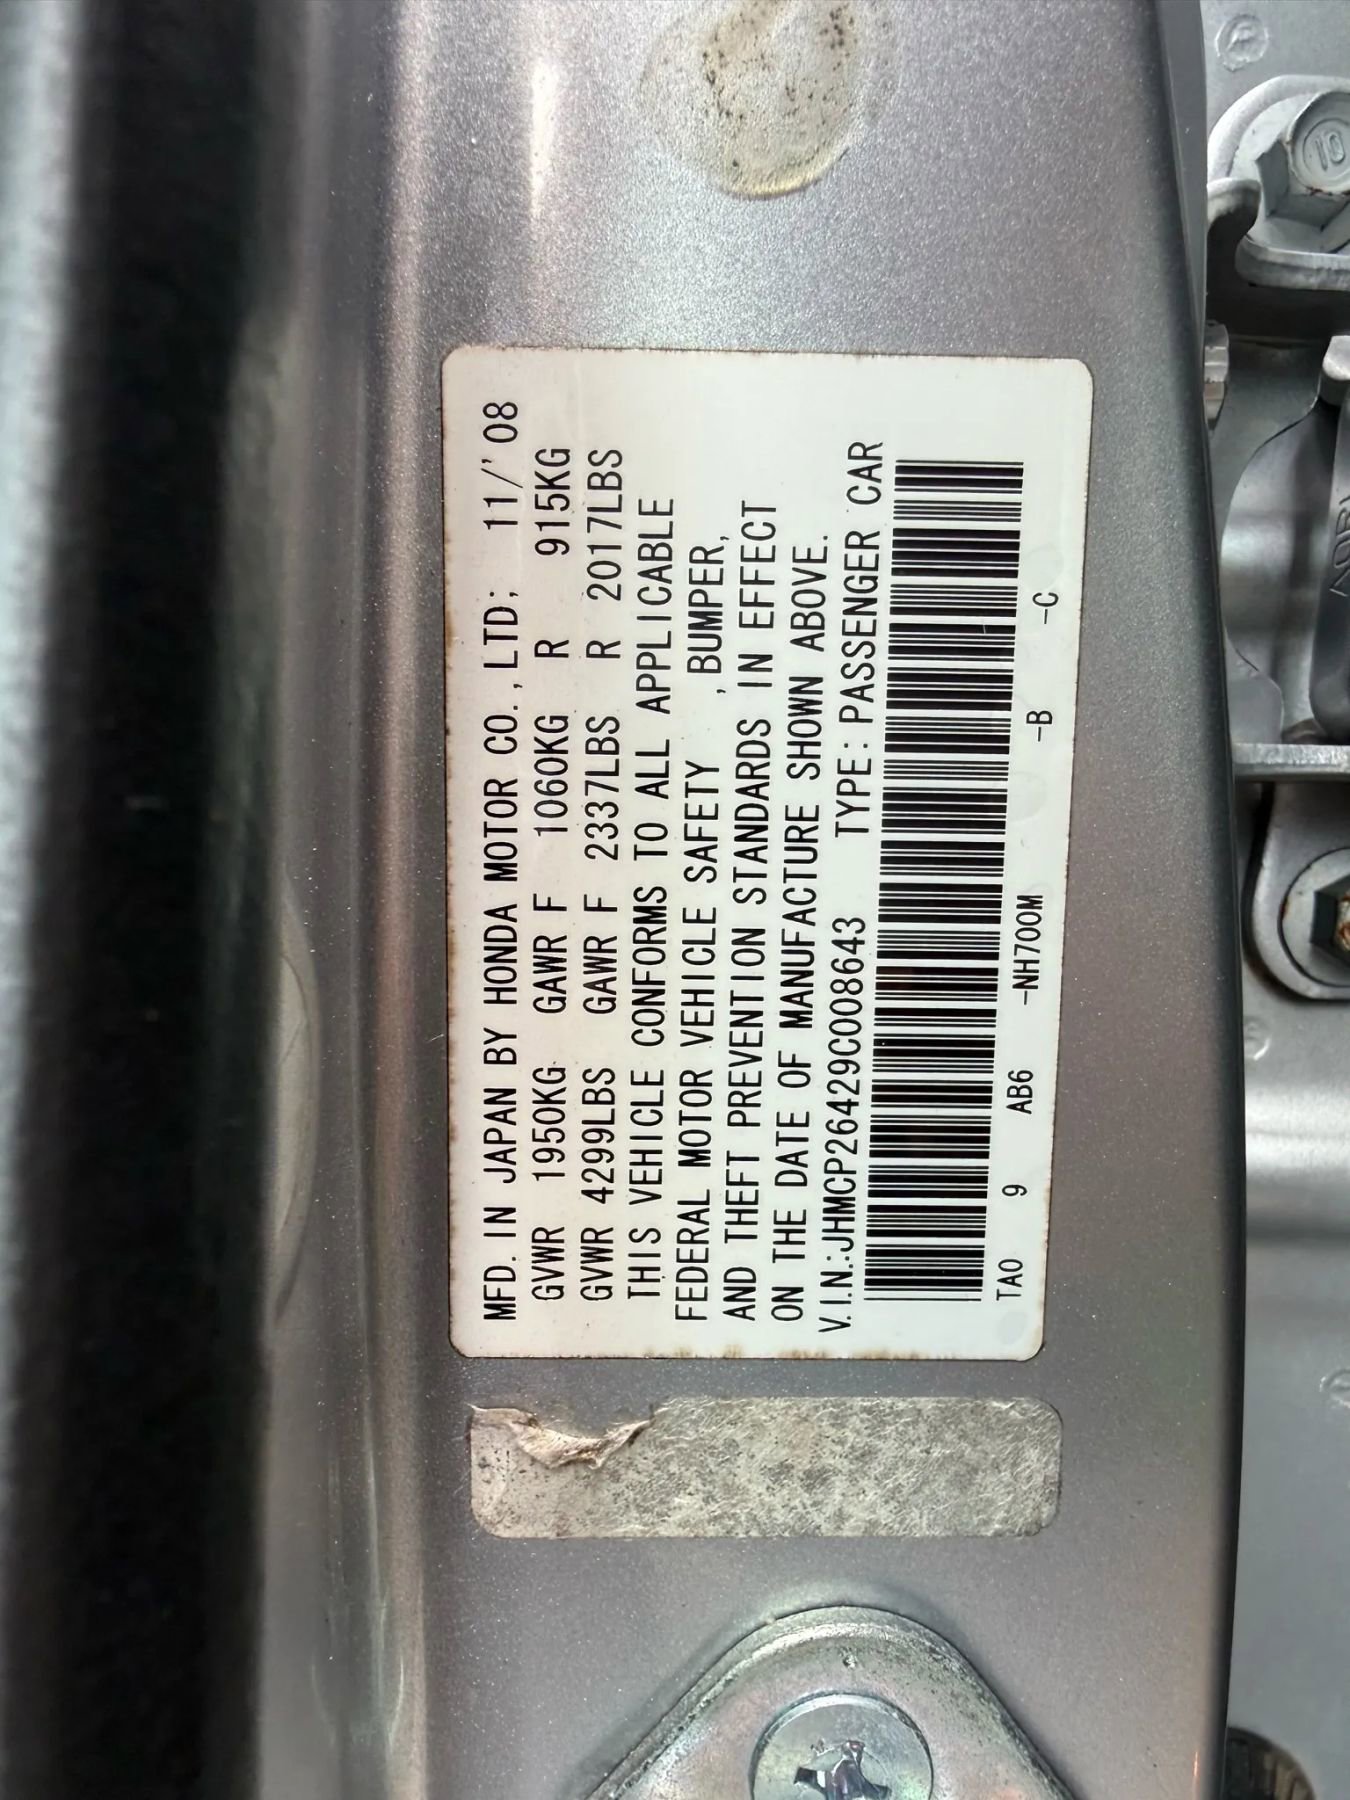 MFD. IN JAPAN BY HONDA MOTOR CO., LTD; 11/'08
GVWR 1950KG GAWR F 1060KG R 915KG
GVWR 4299LBS GAWR F 2337LBS R 2017LBS
THIS VEHICLE CONFORMS TO ALL APPLICABLE
FEDERAL MOTOR VEHICLE SAFETY , BUMPER,
AND THEFT PREVENTION STANDARDS IN EFFECT
ON THE DATE OF MANUFACTURE SHOWN ABOVE.
V.I.N.:JHMCP26429C008643 TYPE: PASSENGER CAR
TA0 9 AB6 -NH700M -B -C
10